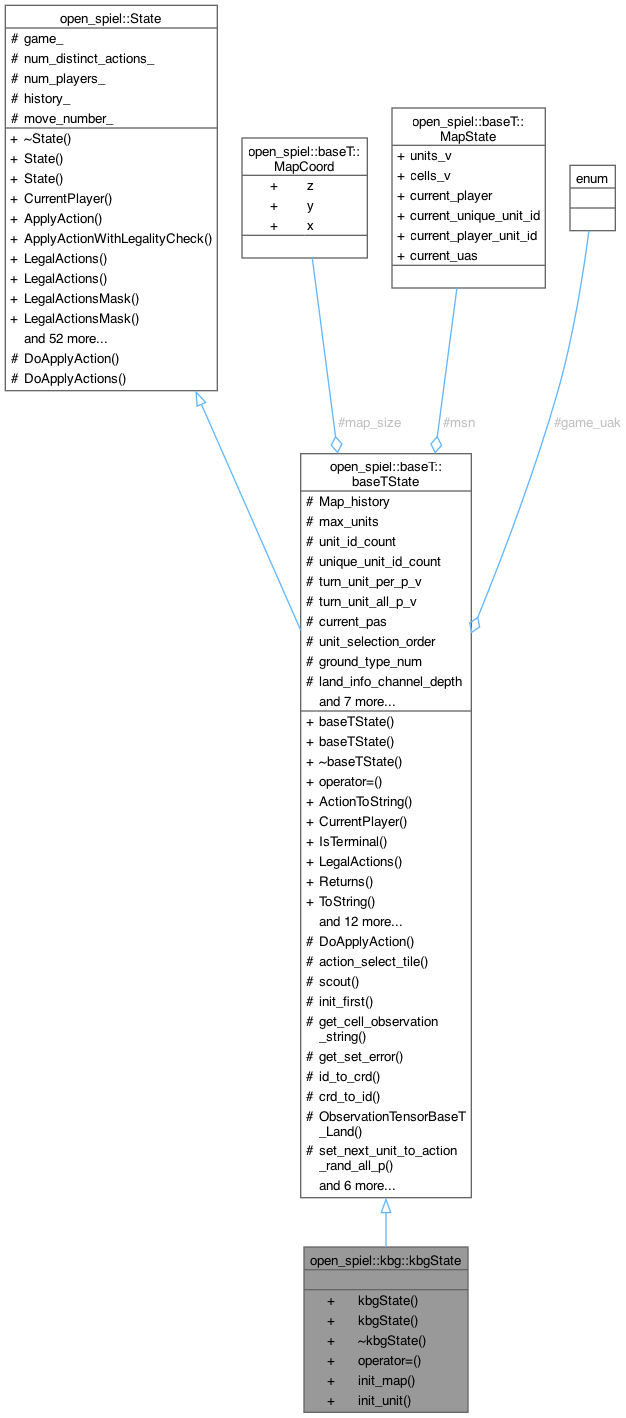 open_spiel::State
# game_
# num_distinct_actions_
# num_players_
# history_
# move_number_
+ ~State()
+ State()
+ State()
+ CurrentPlayer()
+ ApplyAction()
+ ApplyActionWithLegalityCheck()
+ LegalActions()
+ LegalActions()
+ LegalActionsMask()
+ LegalActionsMask()
and 52 more...
# DoApplyAction()
# DoApplyActions()
open_spiel::baseT::
MapCoord
+ z
+ y
+ x
open_spiel::baseT::
MapState
+ units_v
+ cells_v
+ current_player
+ current_unique_unit_id
+ current_player_unit_id
+ current_uas
enum
#map_size
#msn
#game_uak
open_spiel::baseT::
baseTState
# Map_history
# max_units
# unit_id_count
# unique_unit_id_count
# turn_unit_per_p_v
# turn_unit_all_p_v
# current_pas
# unit_selection_order
# ground_type_num
# land_info_channel_depth
and 7 more...
+ baseTState()
+ baseTState()
+ ~baseTState()
+ operator=()
+ ActionToString()
+ CurrentPlayer()
+ IsTerminal()
+ LegalActions()
+ Returns()
+ ToString()
and 12 more...
# DoApplyAction()
# action_select_tile()
# scout()
# init_first()
# get_cell_observation
_string()
# get_set_error()
# id_to_crd()
# crd_to_id()
# ObservationTensorBaseT
_Land()
# set_next_unit_to_action
_rand_all_p()
and 6 more...
open_spiel::kbg::kbgState
+ kbgState()
+ kbgState()
+ ~kbgState()
+ operator=()
+ init_map()
+ init_unit()